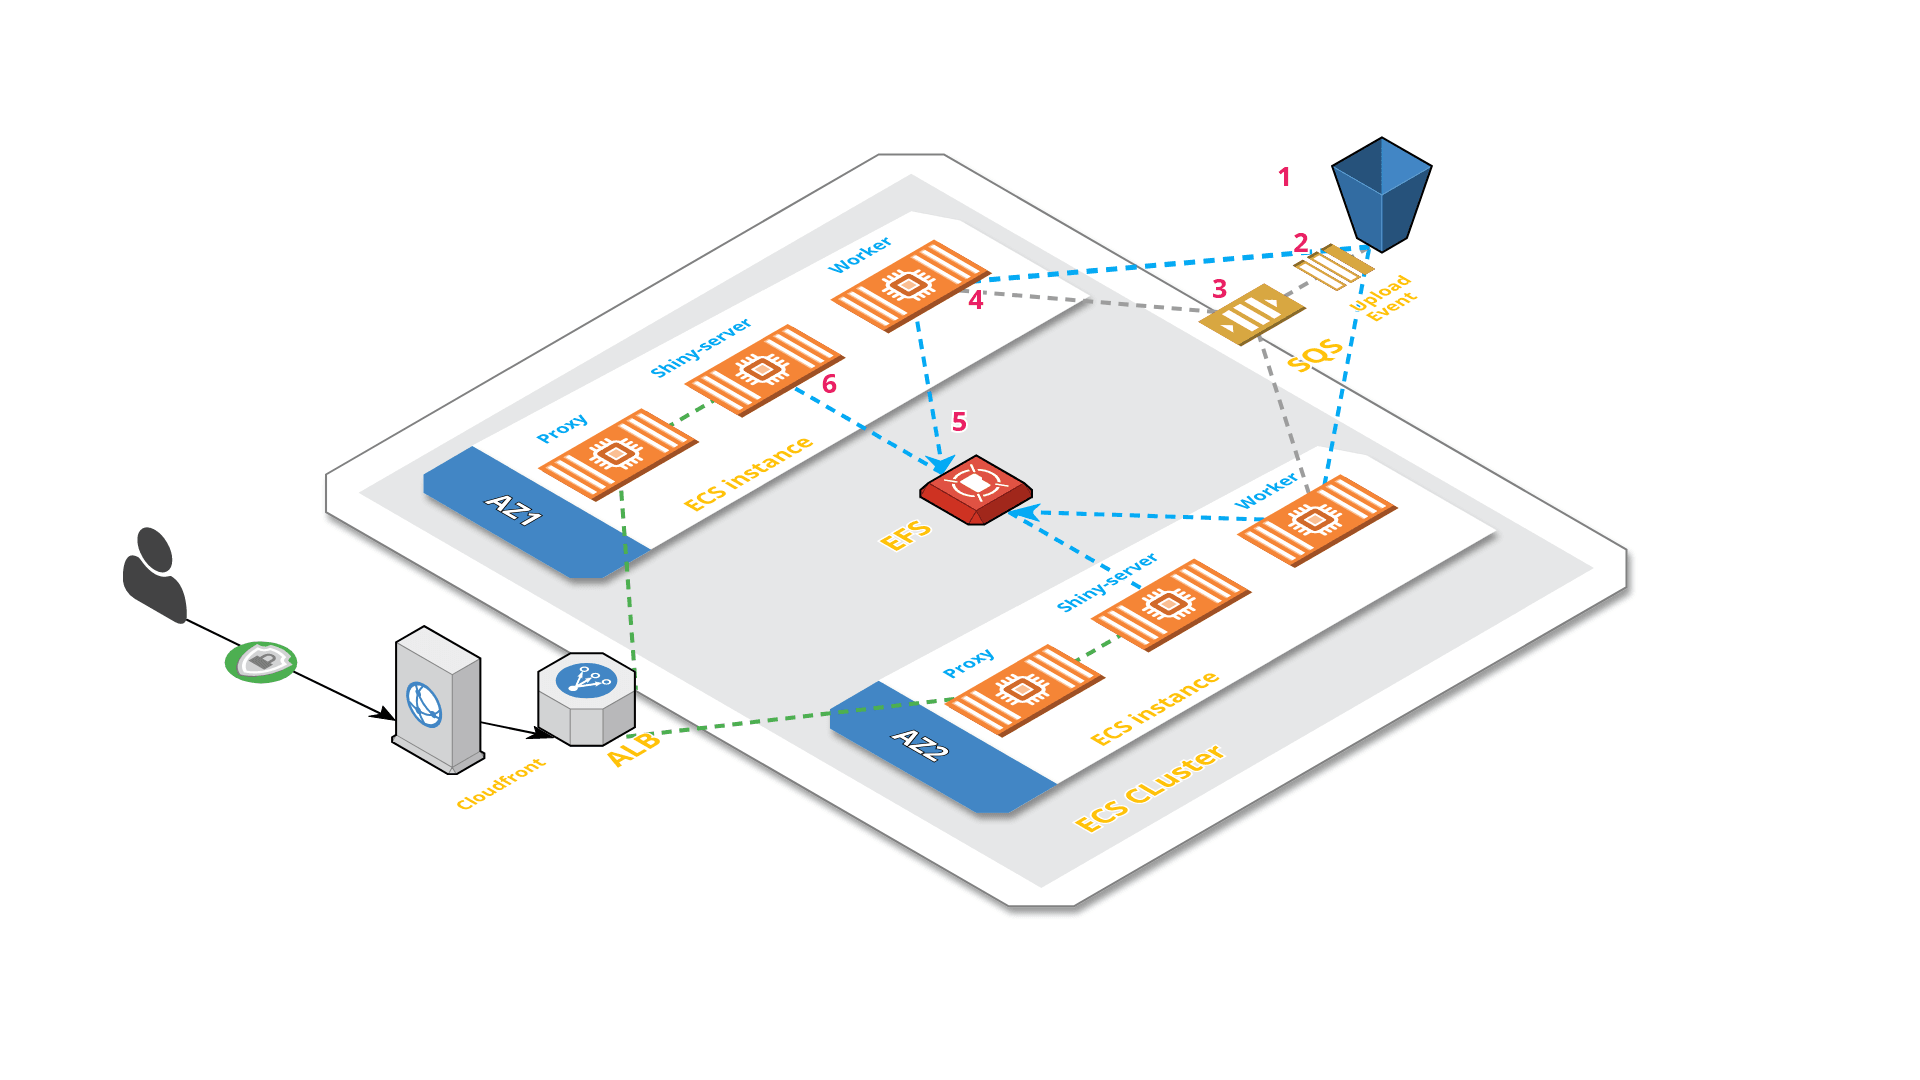 1
2
Worker
3
4
Upload
Event
Shiny-server
SQS
6
Proxy
5
ECS instance
Worker
AZ1
EFS
Shiny-server
Proxy
ECS instance
AZ2
ALB
Cloudfront
ECS CLuster